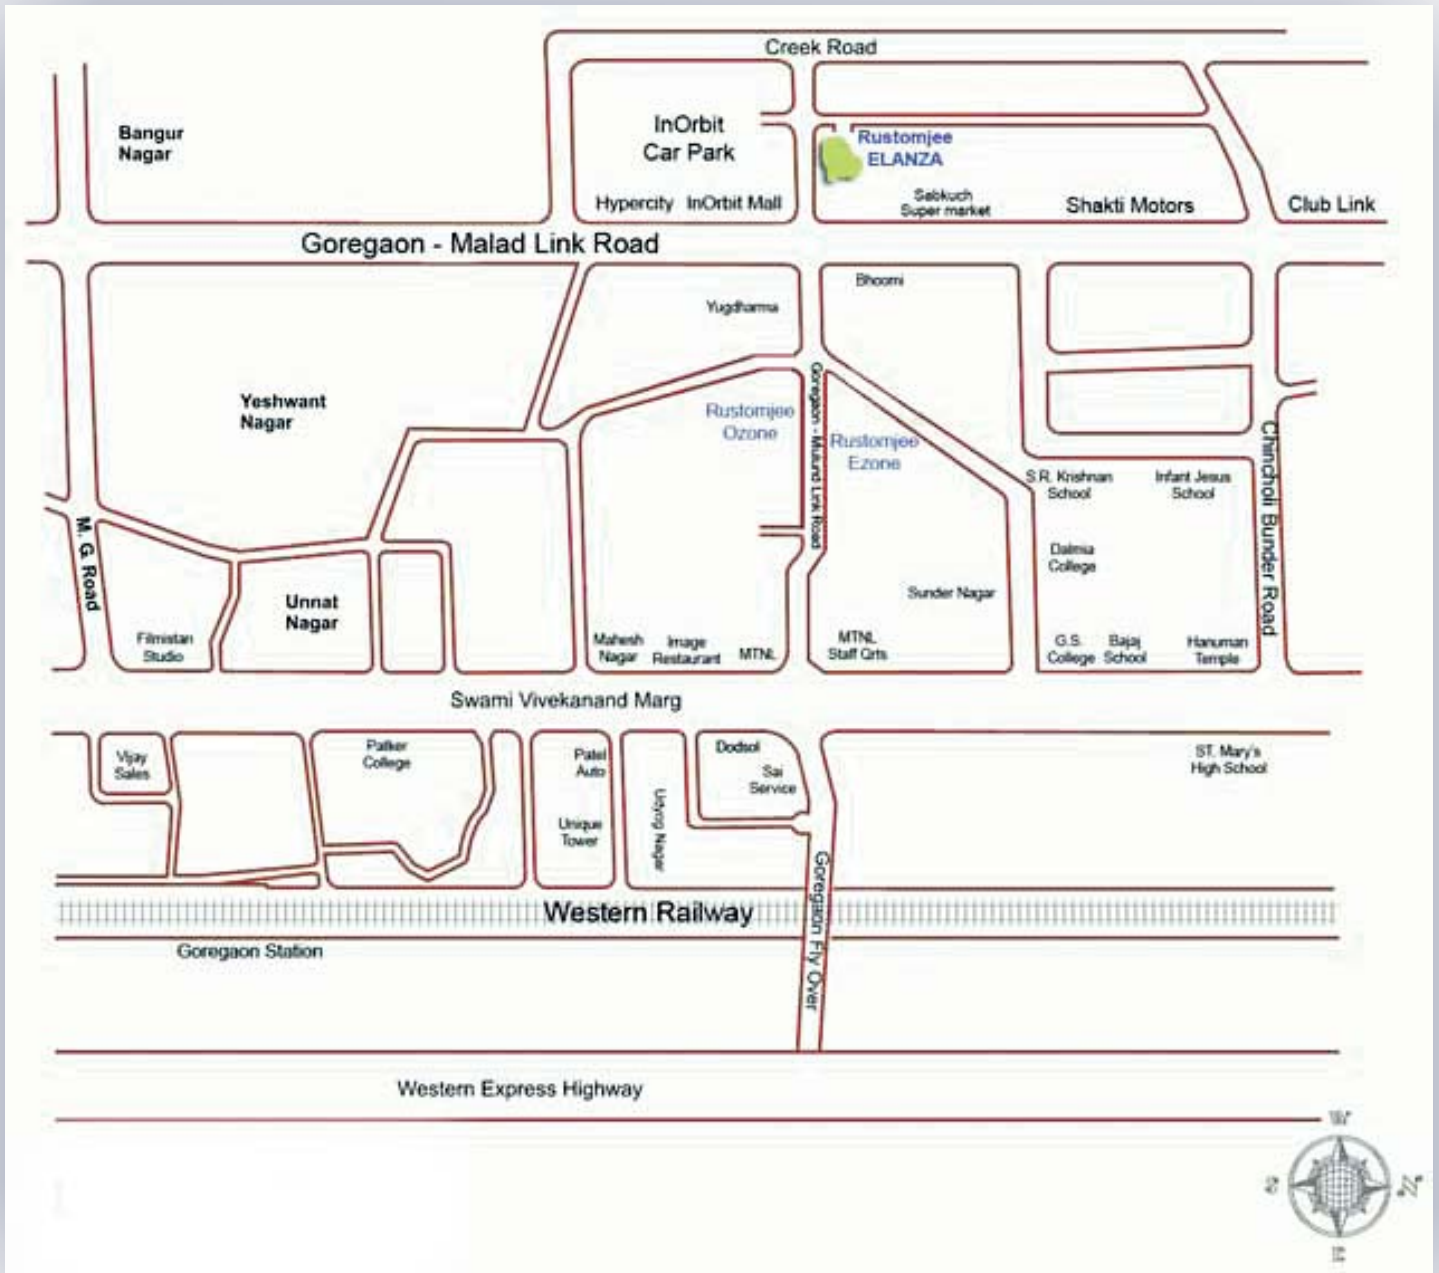 Creek Road
InOrbit
Car Park
Hypercity InOrbit Mall
Rustomjee
ELANZA
Sabkuch
Super market
Shakti Motors
Club Link
Bangur
Nagar
Goregaon - Malad Link Road
Bhoomi
Yugdharma
Yeshwant
Nagar
Rustomjee
Ozone
Goregaon - Mulund Link Road
Rustomjee
Ezone
Chincholi Bunder Road
S.R. Krishnan
School
Infant Jesus
School
M. G. Road
Dalmia
College
Sunder Nagar
Unnat
Nagar
Filmistan
Studio
Mahesh
Nagar
Image
Restaurant
MTNL
MTNL
Staff Qrts
G.S.
College
Bajaj
School
Hanuman
Temple
Swami Vivekanand Marg
Vijay
Sales
Patker
College
Patel
Auto
Unique
Tower
Udyog Nagar
Dodsol
Sai
Service
ST. Mary's
High School
Goregaon Fly Over
Western Railway
Goregaon Station
Western Express Highway
W
N
S
E